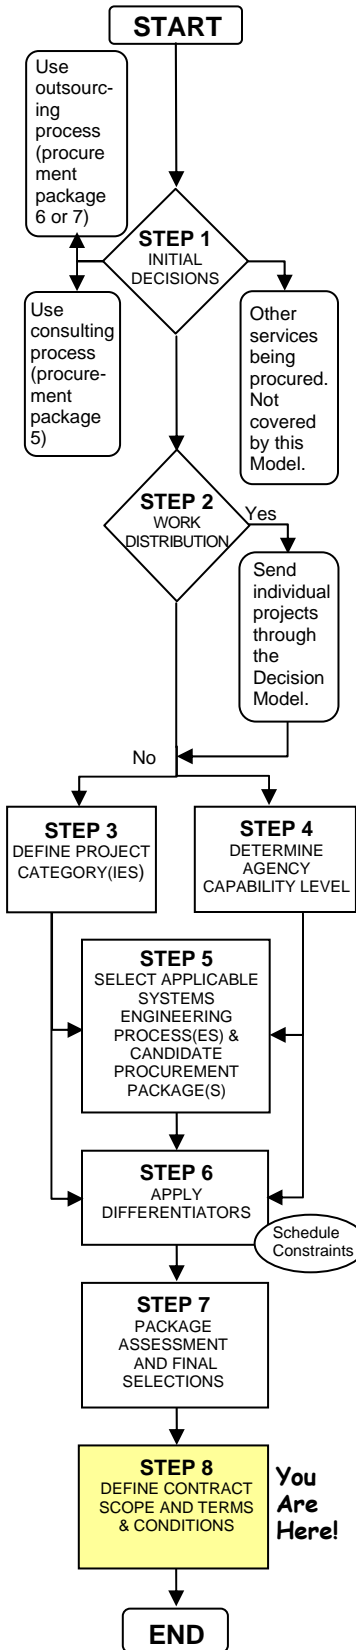 START
Use
outsourc-
ing
process
(procure
ment
package
6 or 7)
STEP 1
INITIAL
DECISIONS
Use
consulting
process
(procure-
ment
package
5)
Other
services
being
procured.
Not
covered
by this
Model.
STEP 2
WORK
DISTRIBUTION
Yes
Send
individual
projects
through
the
Decision
Model.
No
STEP 3
DEFINE PROJECT
CATEGORY(IES)
STEP 4
DETERMINE
AGENCY
CAPABILITY LEVEL
STEP 5
SELECT APPLICABLE
SYSTEMS
ENGINEERING
PROCESS(ES) &
CANDIDATE
PROCUREMENT
PACKAGE(S)
STEP 6
APPLY
DIFFERENTIATORS
Schedule
Constraints
STEP 7
PACKAGE
ASSESSMENT
AND FINAL
SELECTIONS
STEP 8
DEFINE CONTRACT
SCOPE AND TERMS
& CONDITIONS
You
Are
Here!
END